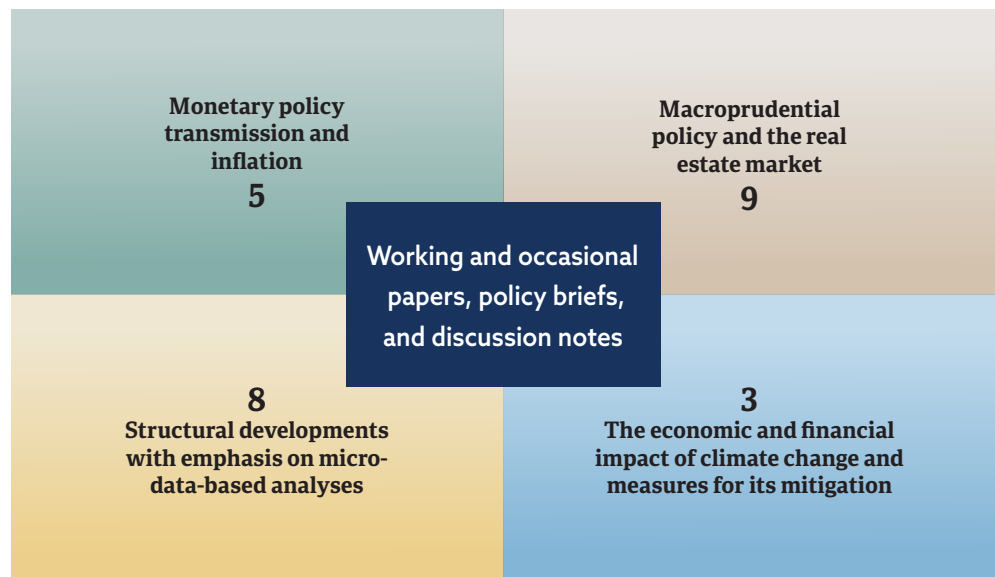 Monetary policy
transmission and
inflation
5
Macroprudential
policy and the real
estate market
9
Working and occasional
papers, policy briefs,
and discussion notes
8
Structural developments
with emphasis on micro-
data-based analyses
3
The economic and financial
impact of climate change and
measures for its mitigation